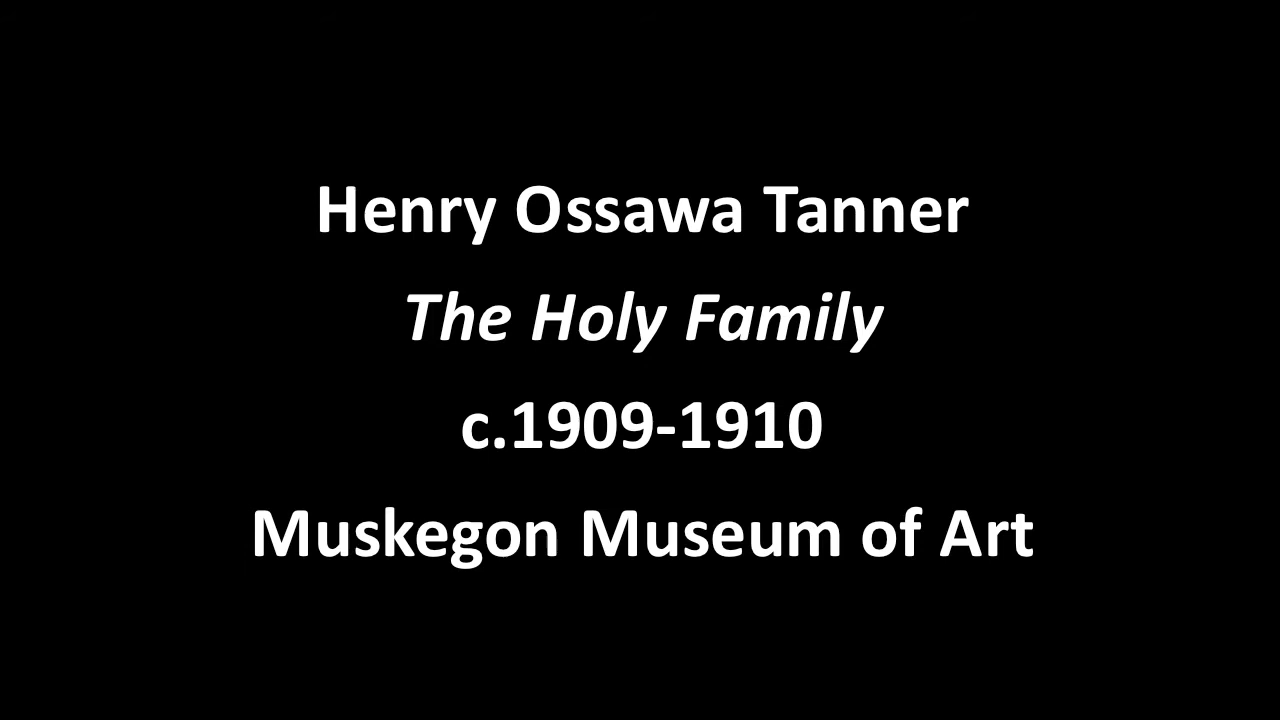 Henry Ossawa Tanner
The Holy Family
c.1909-1910
Muskegon Museum of Art